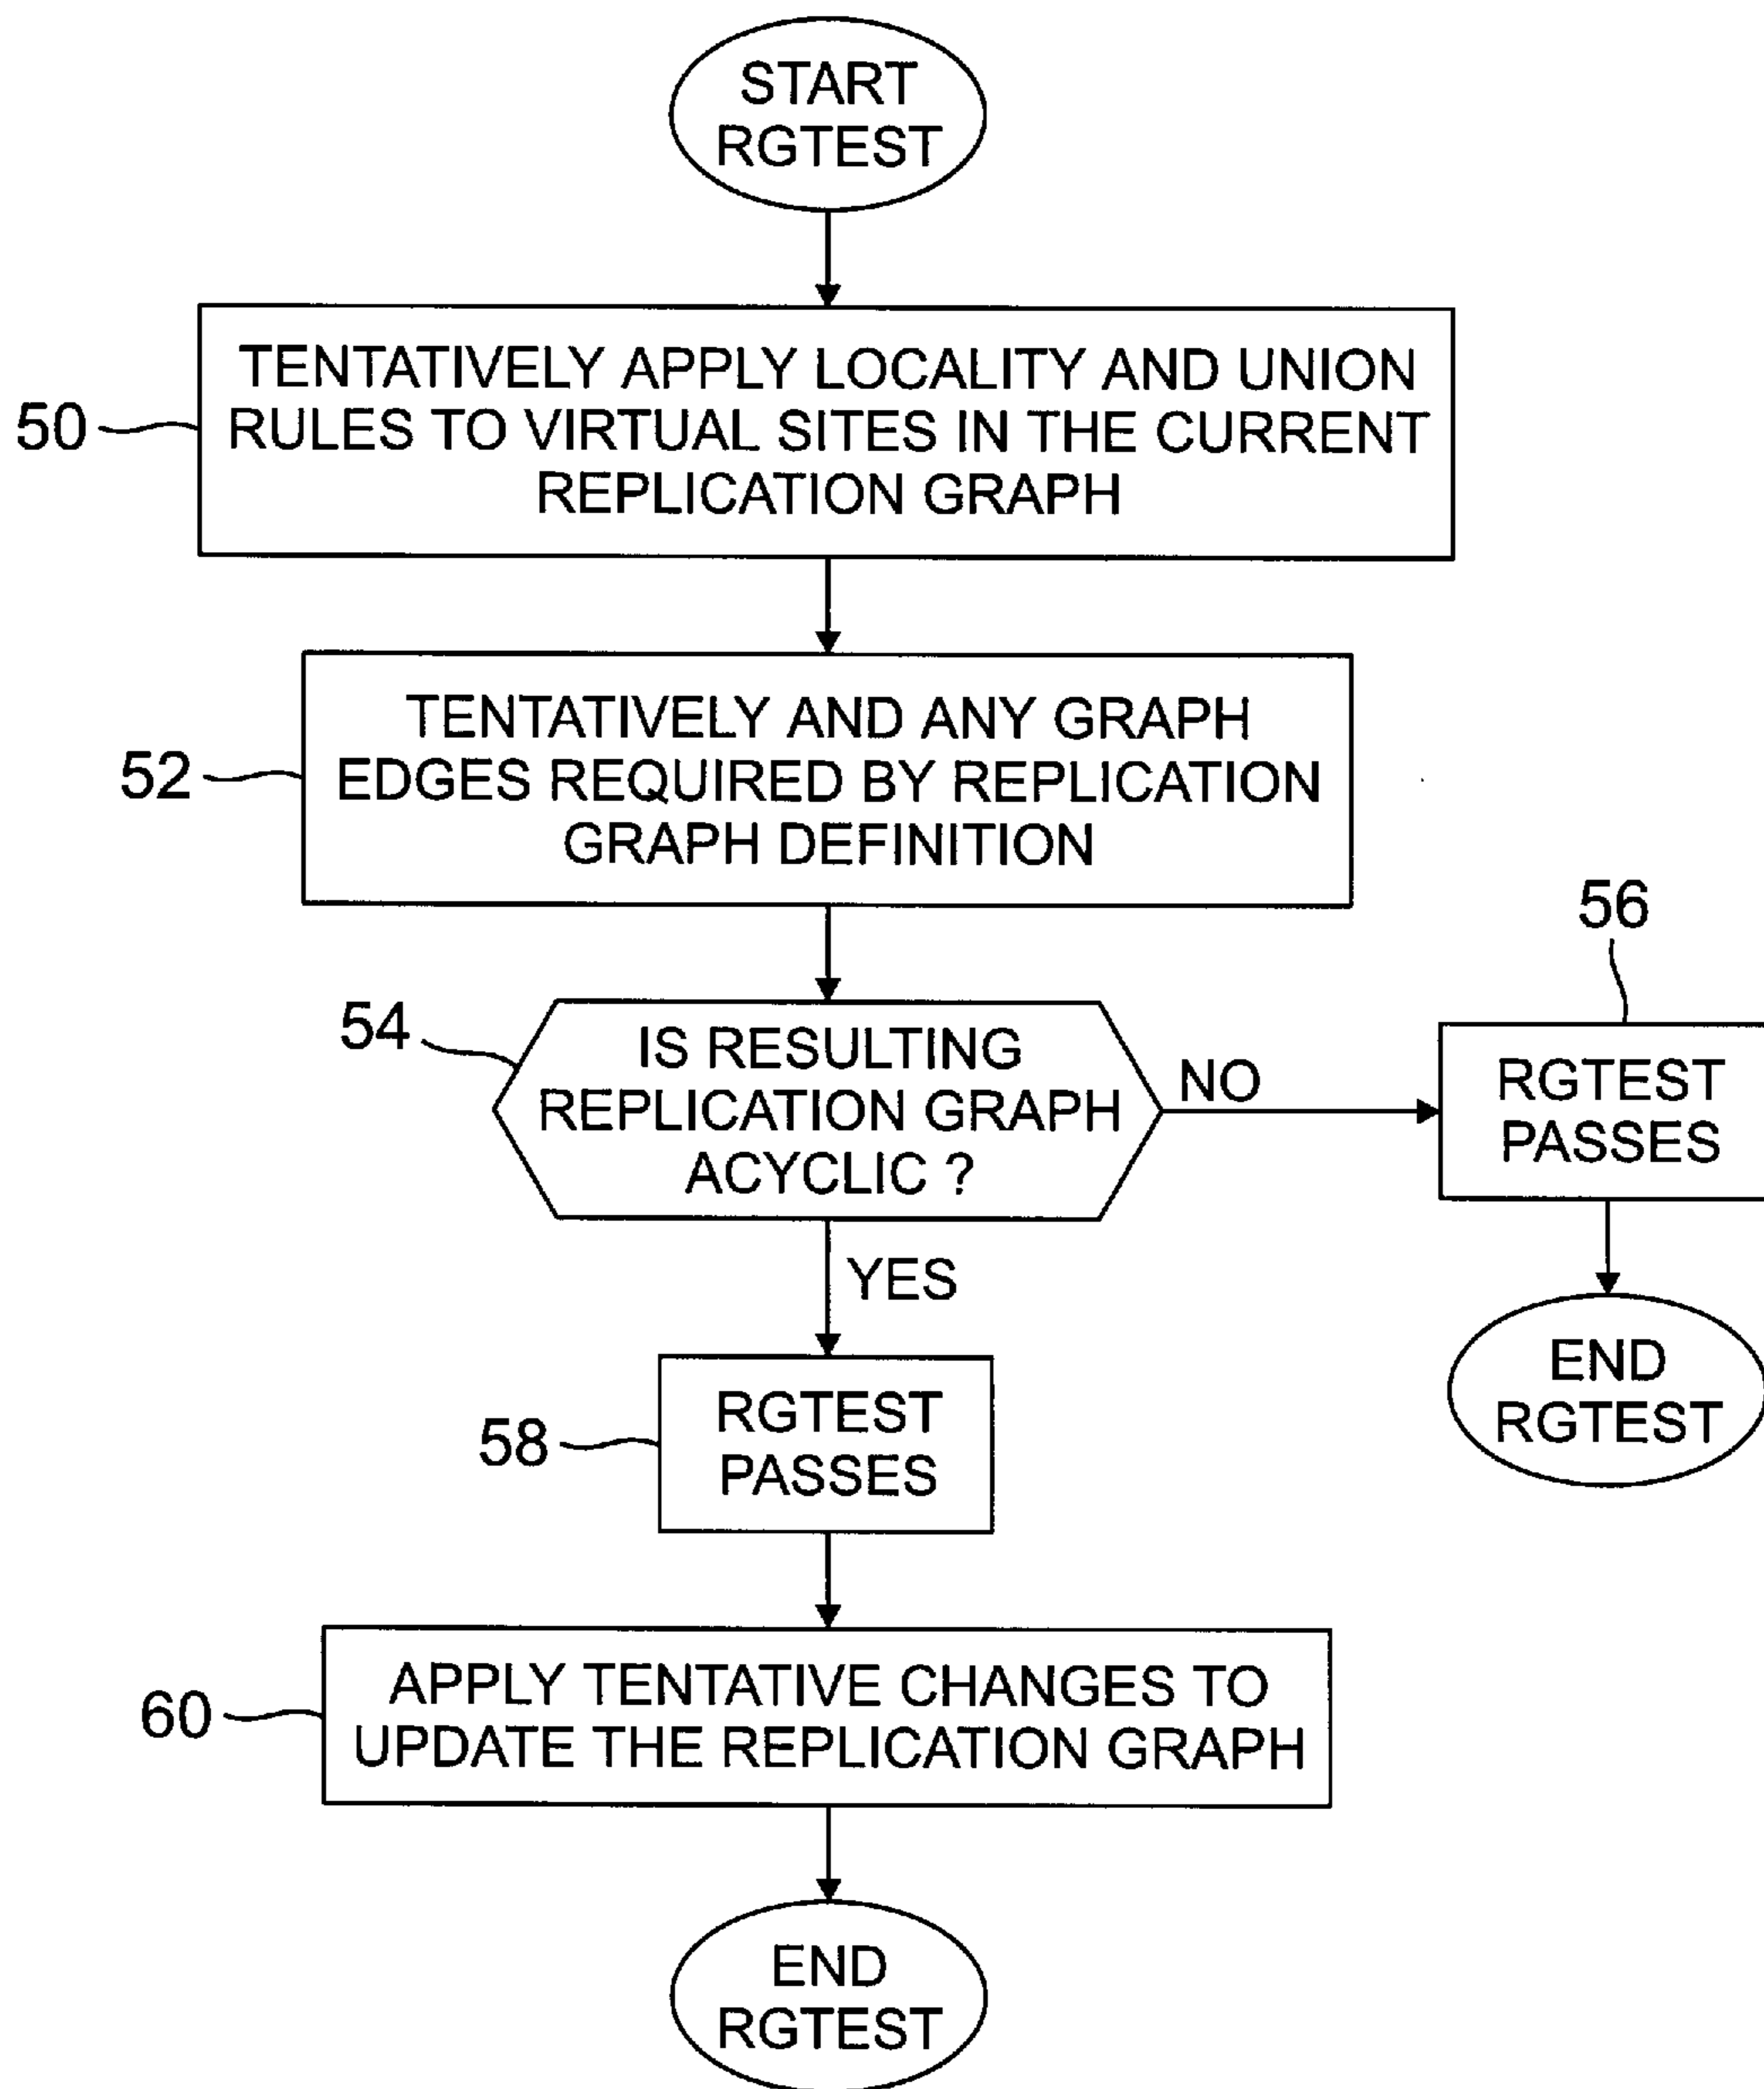 START
RGTEST
50
TENTATIVELY APPLY LOCALITY AND UNION
RULES TO VIRTUAL SITES IN THE CURRENT
REPLICATION GRAPH
52
TENTATIVELY AND ANY GRAPH
EDGES REQUIRED BY REPLICATION
GRAPH DEFINITION
54
IS RESULTING
REPLICATION GRAPH
ACYCLIC ?
NO
56
RGTEST
PASSES
END
RGTEST
YES
58
RGTEST
PASSES
60
APPLY TENTATIVE CHANGES TO
UPDATE THE REPLICATION GRAPH
END
RGTEST